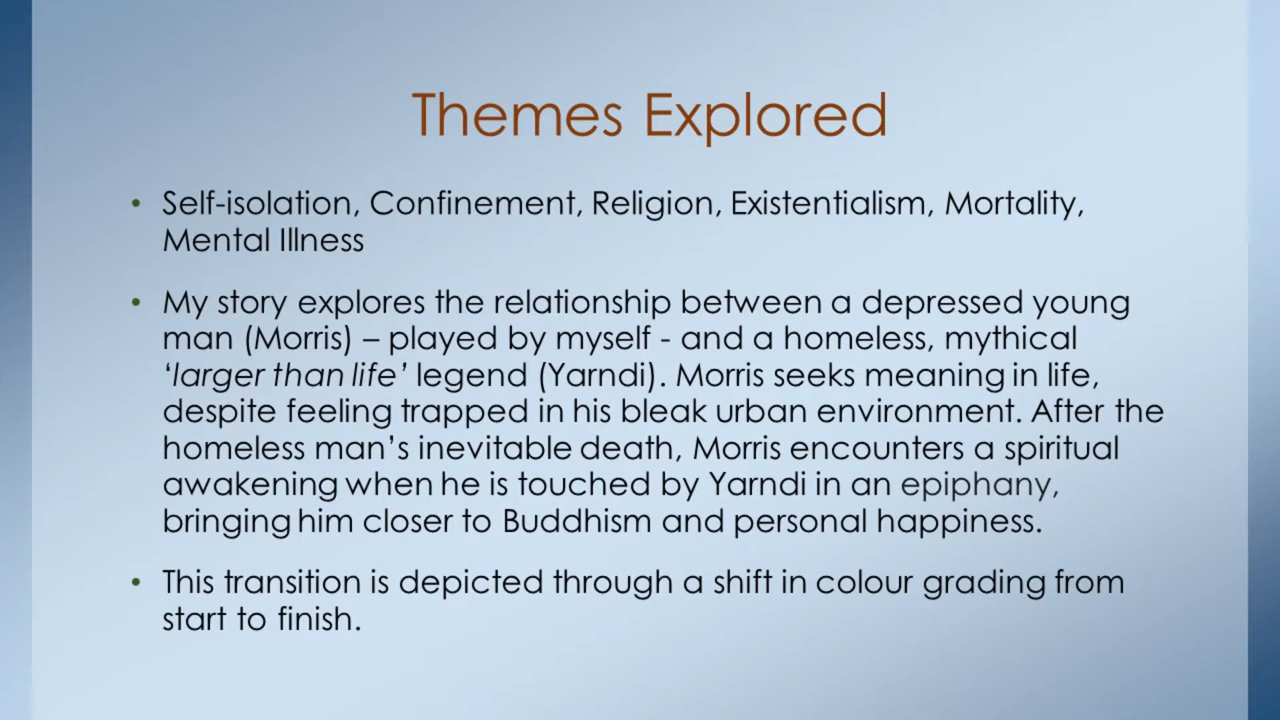 Themes Explored
• Self-isolation, Confinement, Religion, Existentialism, Mortality,
Mental Illness
• My story explores the relationship between a depressed young
man (Morris) – played by myself - and a homeless, mythical
‘larger than life’ legend (Yarndi). Morris seeks meaning in life,
despite feeling trapped in his bleak urban environment. After the
homeless man’s inevitable death, Morris encounters a spiritual
awakening when he is touched by Yarndi in an epiphany,
bringing him closer to Buddhism and personal happiness.
• This transition is depicted through a shift in colour grading from
start to finish.